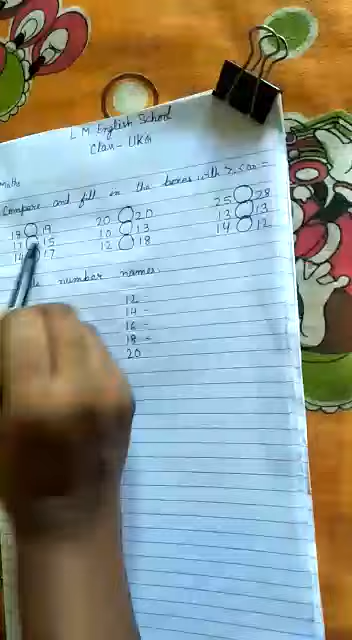 L M English School
Class - UKG
Maths
Compare and fill in the boxes with >, < or =
18 ○ 19 20 ○ 20 25 ○ 28
17 ○ 15 10 ○ 13 13 ○ 13
14 17 12 ○ 18 14 ○ 12
number names
12
14 -
16 -
18 =
20